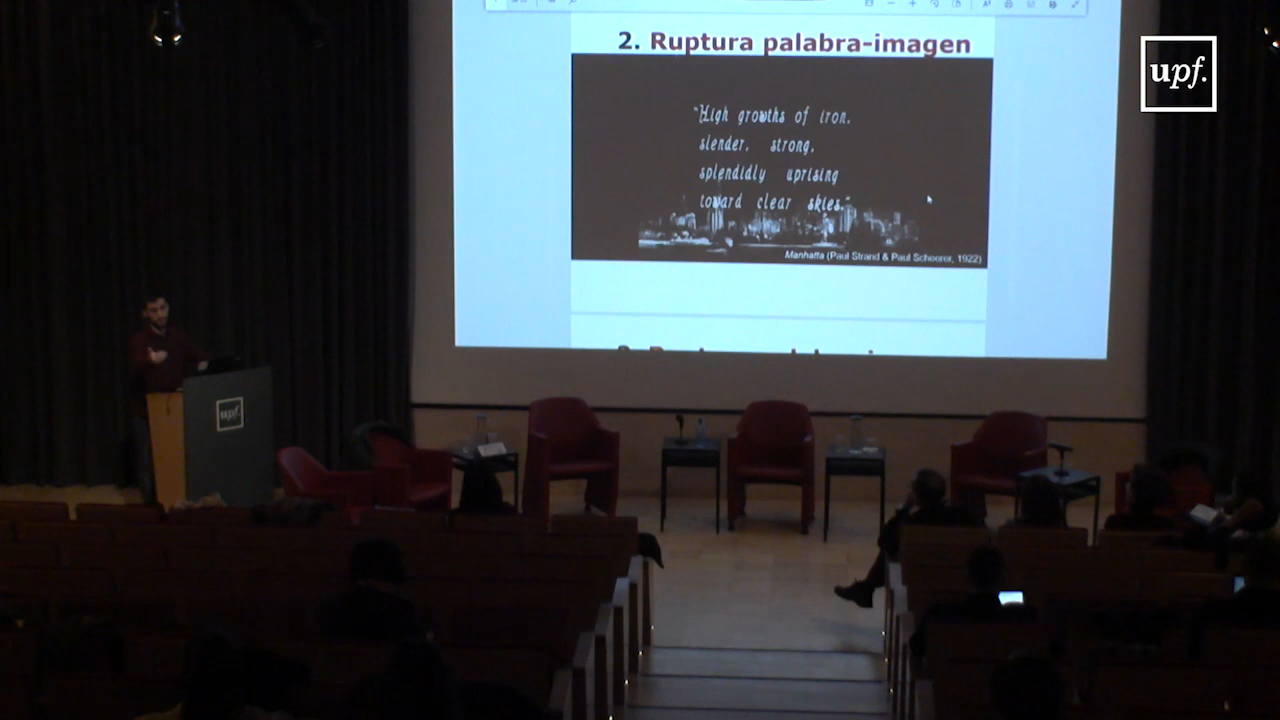 2. Ruptura palabra-imagen
"High growths of iron,
slender, strong,
splendidly uprising
toward clear skies."
Manhatta (Paul Strand & Paul Scheerer, 1922)
upf.
upf.